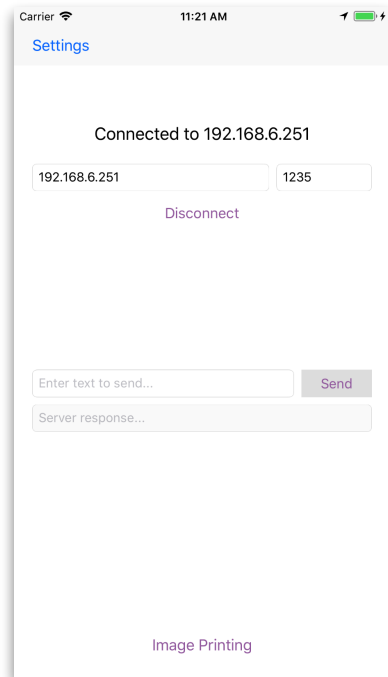 Carrier 11:21 AM
Settings
Connected to 192.168.6.251
192.168.6.251 1235
Disconnect
Enter text to send... Send
Server response...
Image Printing